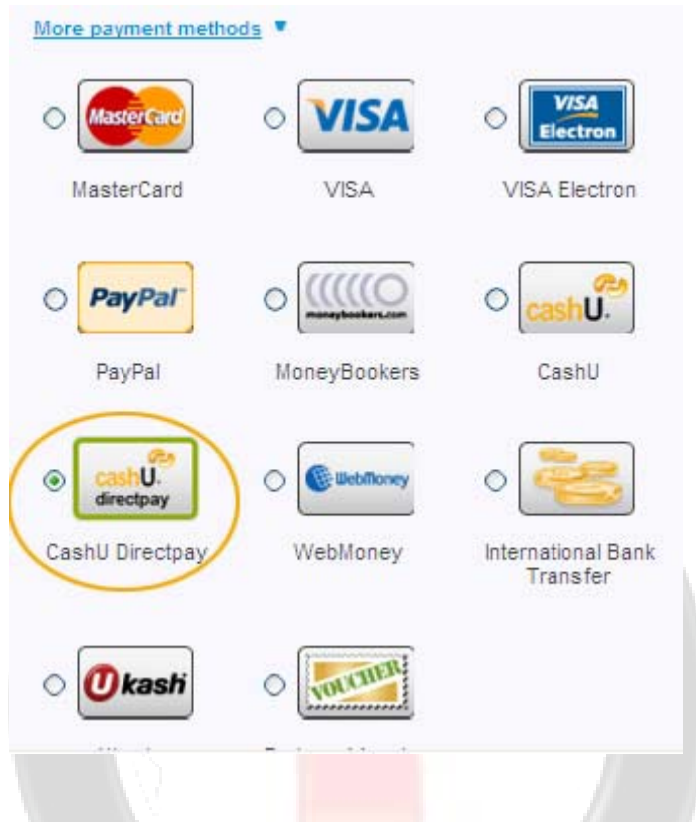 More payment methods
MasterCard
VISA
VISA Electron
MasterCard
VISA
VISA Electron
PayPal
moneybookers.com
cashU.
PayPal
MoneyBookers
CashU
cashU. directpay
WebMoney
CashU Directpay
WebMoney
International Bank
Transfer
Ukash
VOUCHER